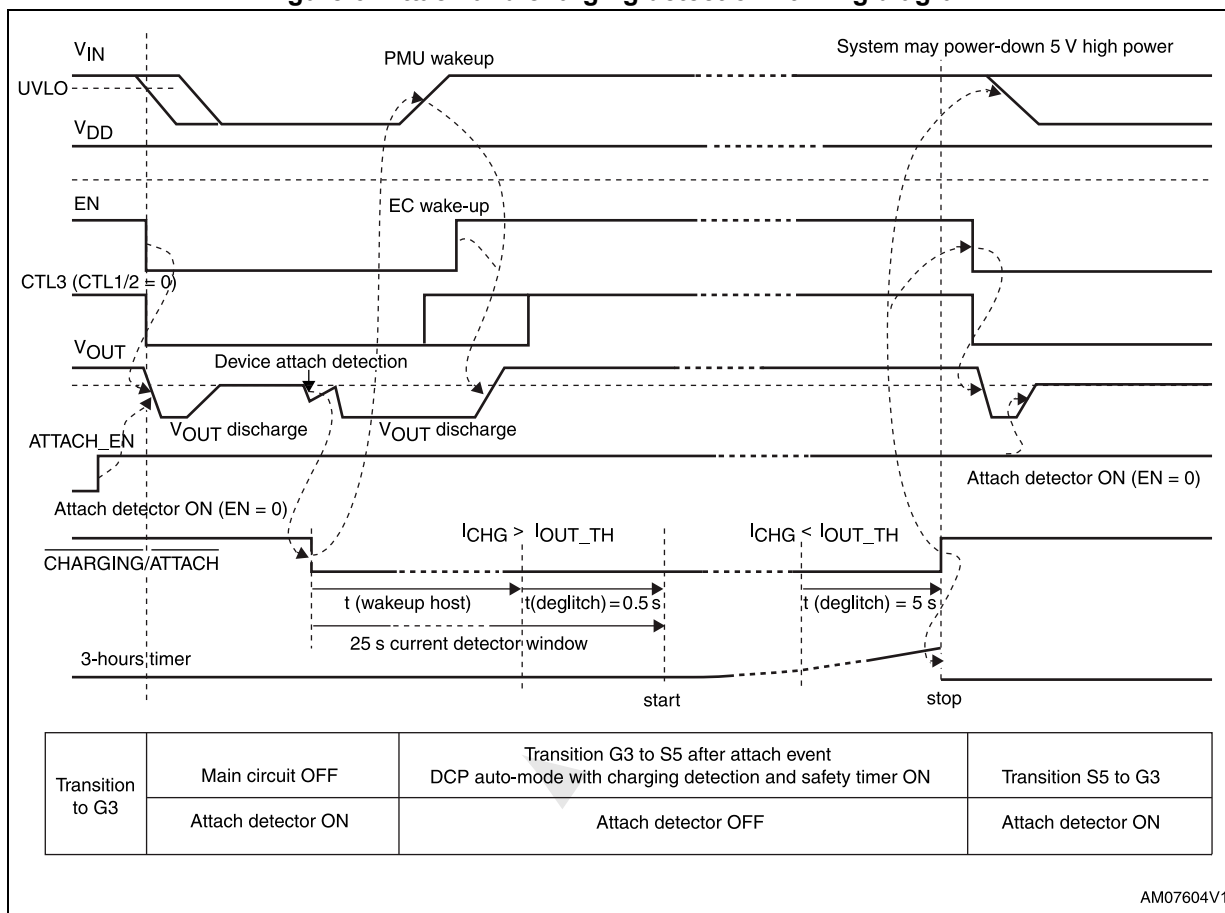 VIN
PMU wakeup
System may power-down 5 V high power
UVLO
VDD
EN
EC wake-up
CTL3 (CTL1/2 = 0)
VOUT
Device attach detection
VOUT discharge
VOUT discharge
ATTACH_EN
Attach detector ON (EN = 0)
Attach detector ON (EN = 0)
ICHG > IOUT_TH
ICHG < IOUT_TH
CHARGING/ATTACH
t (wakeup host)
t(deglitch) = 0.5 s
t (deglitch) = 5 s
25 s current detector window
3-hours timer
start
stop
Transition to G3
Main circuit OFF
Transition G3 to S5 after attach event
DCP auto-mode with charging detection and safety timer ON
Transition S5 to G3
Attach detector ON
Attach detector OFF
Attach detector ON
AM07604V1